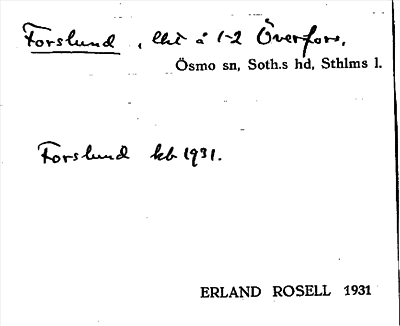 Forslund, lht å 1-2 Överfors,
Ösmo sn, Soth.s hd, Sthlms l.
Forslund kb 1931.
ERLAND ROSELL 1931